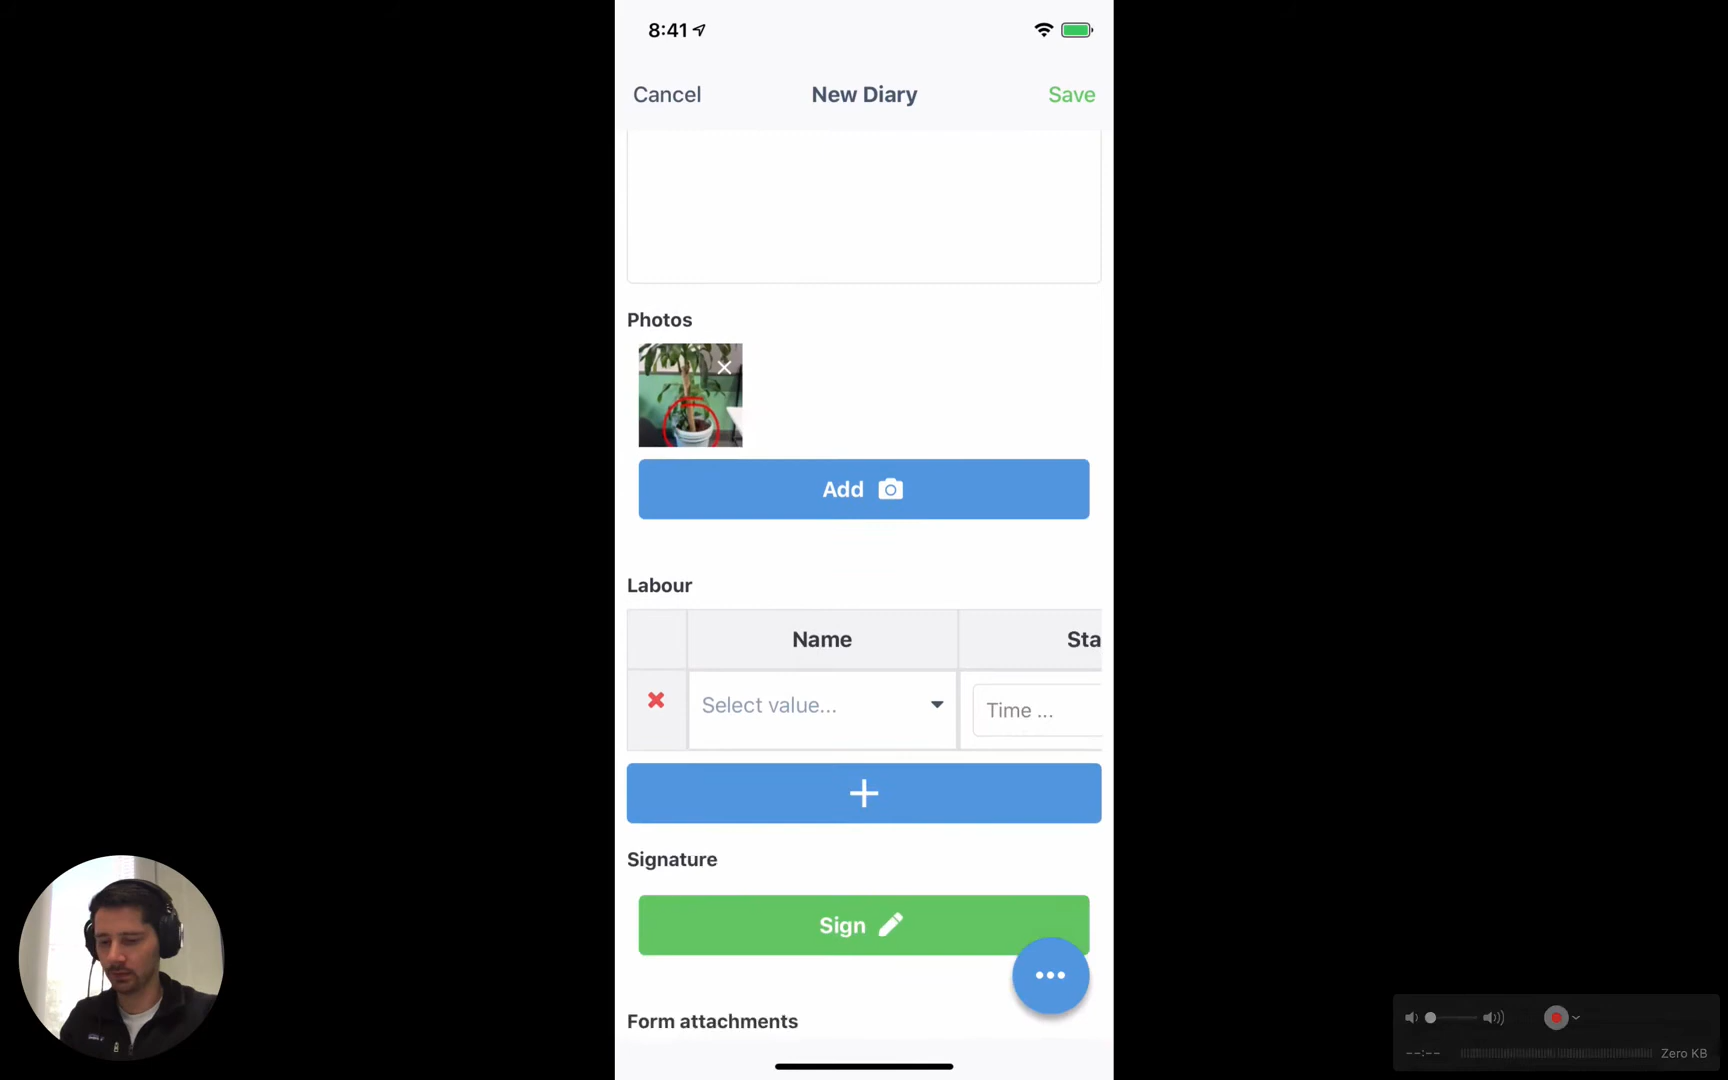 8:41
Cancel New Diary Save
Photos
Add
Labour
Name Sta
Select value... Time ...
Signature
Sign
Form attachments
--:-- Zero KB